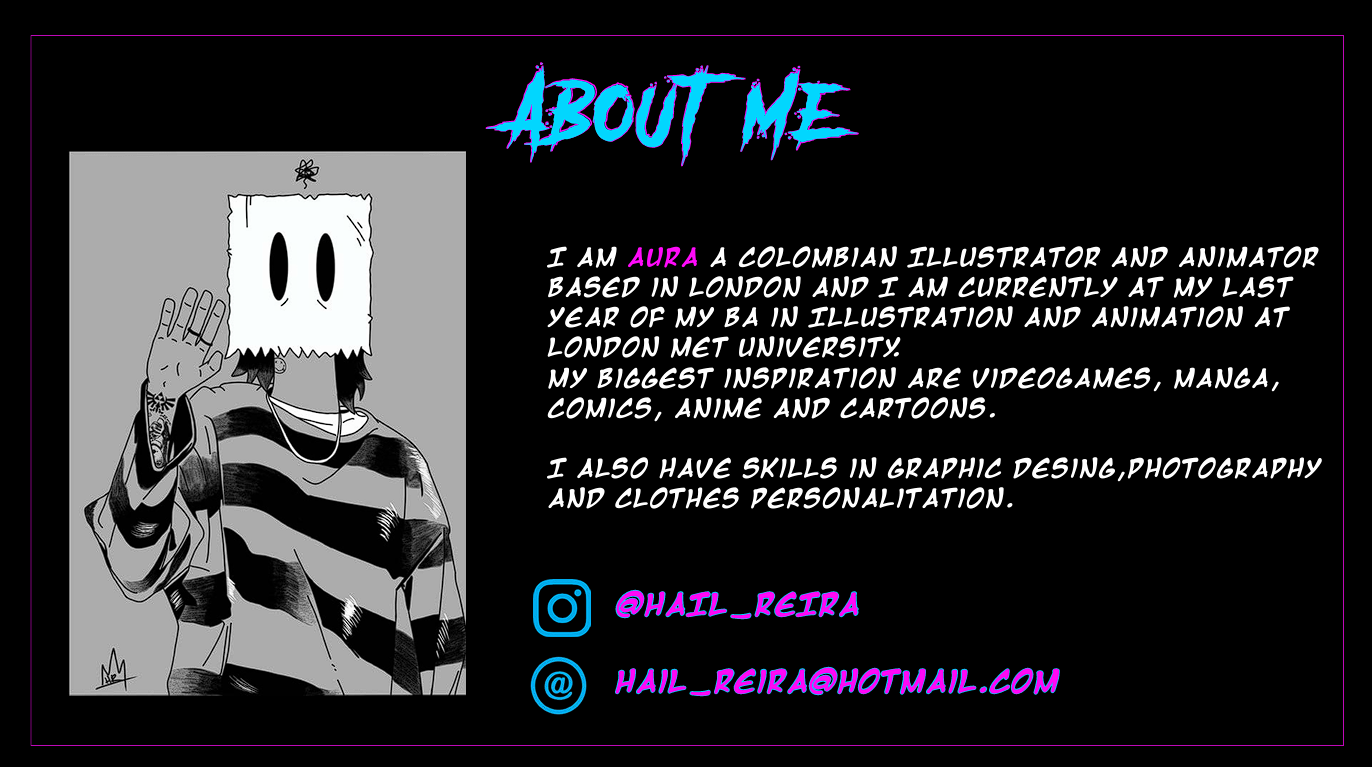 ABOUT ME
I AM AURA A COLOMBIAN ILLUSTRATOR AND ANIMATOR
BASED IN LONDON AND I AM CURRENTLY AT MY LAST
YEAR OF MY BA IN ILLUSTRATION AND ANIMATION AT
LONDON MET UNIVERSITY.
MY BIGGEST INSPIRATION ARE VIDEOGAMES, MANGA,
COMICS, ANIME AND CARTOONS.
I ALSO HAVE SKILLS IN GRAPHIC DESING,PHOTOGRAPHY
AND CLOTHES PERSONALITATION.
@HAIL_REIRA
HAIL_REIRA@HOTMAIL.COM